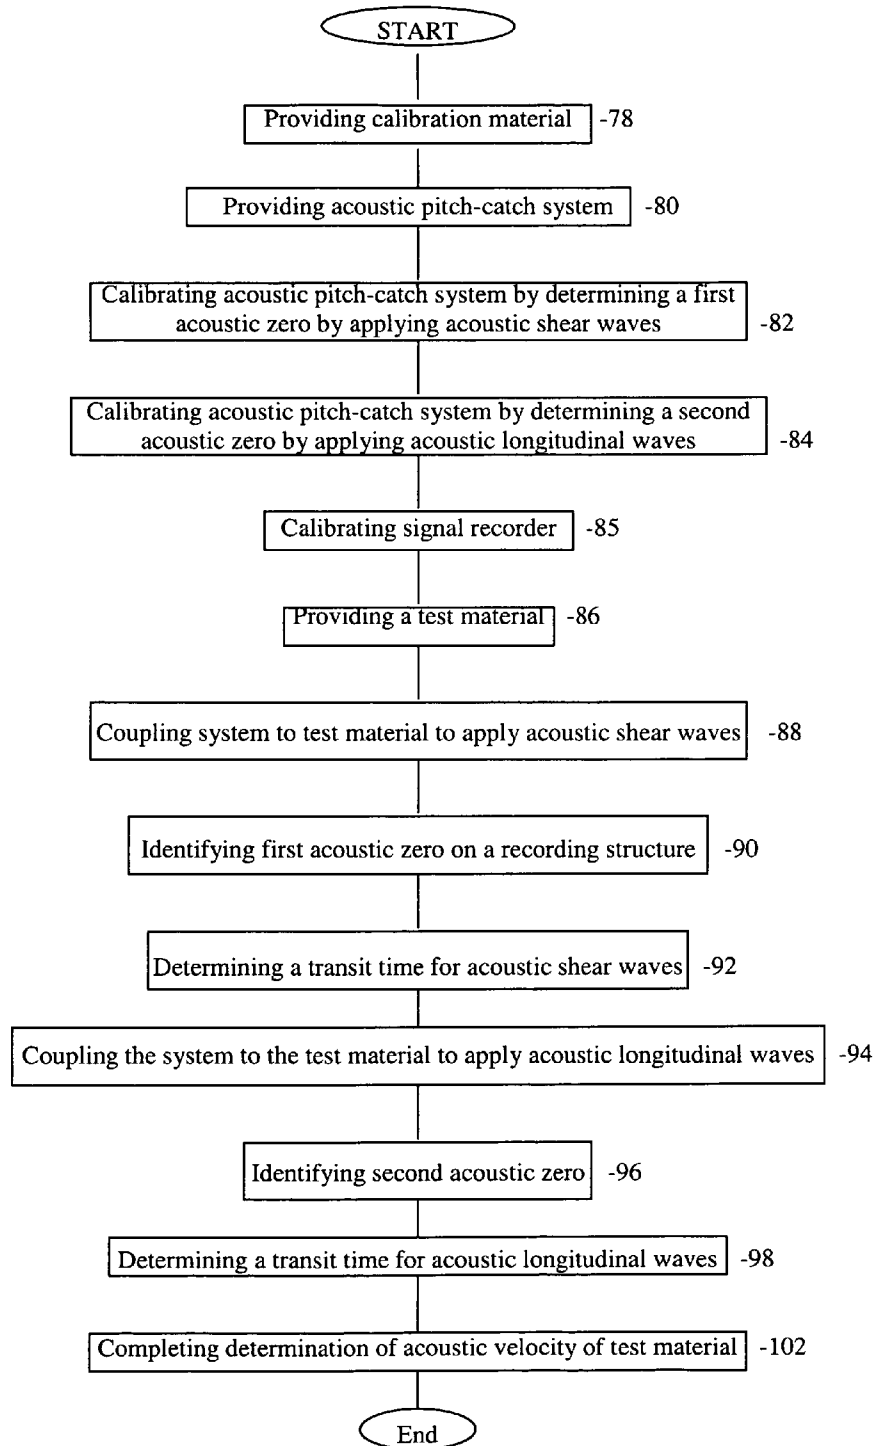 START
Providing calibration material -78
Providing acoustic pitch-catch system -80
Calibrating acoustic pitch-catch system by determining a first
acoustic zero by applying acoustic shear waves -82
Calibrating acoustic pitch-catch system by determining a second
acoustic zero by applying acoustic longitudinal waves -84
Calibrating signal recorder -85
Providing a test material -86
Coupling system to test material to apply acoustic shear waves -88
Identifying first acoustic zero on a recording structure -90
Determining a transit time for acoustic shear waves -92
Coupling the system to the test material to apply acoustic longitudinal waves -94
Identifying second acoustic zero -96
Determining a transit time for acoustic longitudinal waves -98
Completing determination of acoustic velocity of test material -102
End